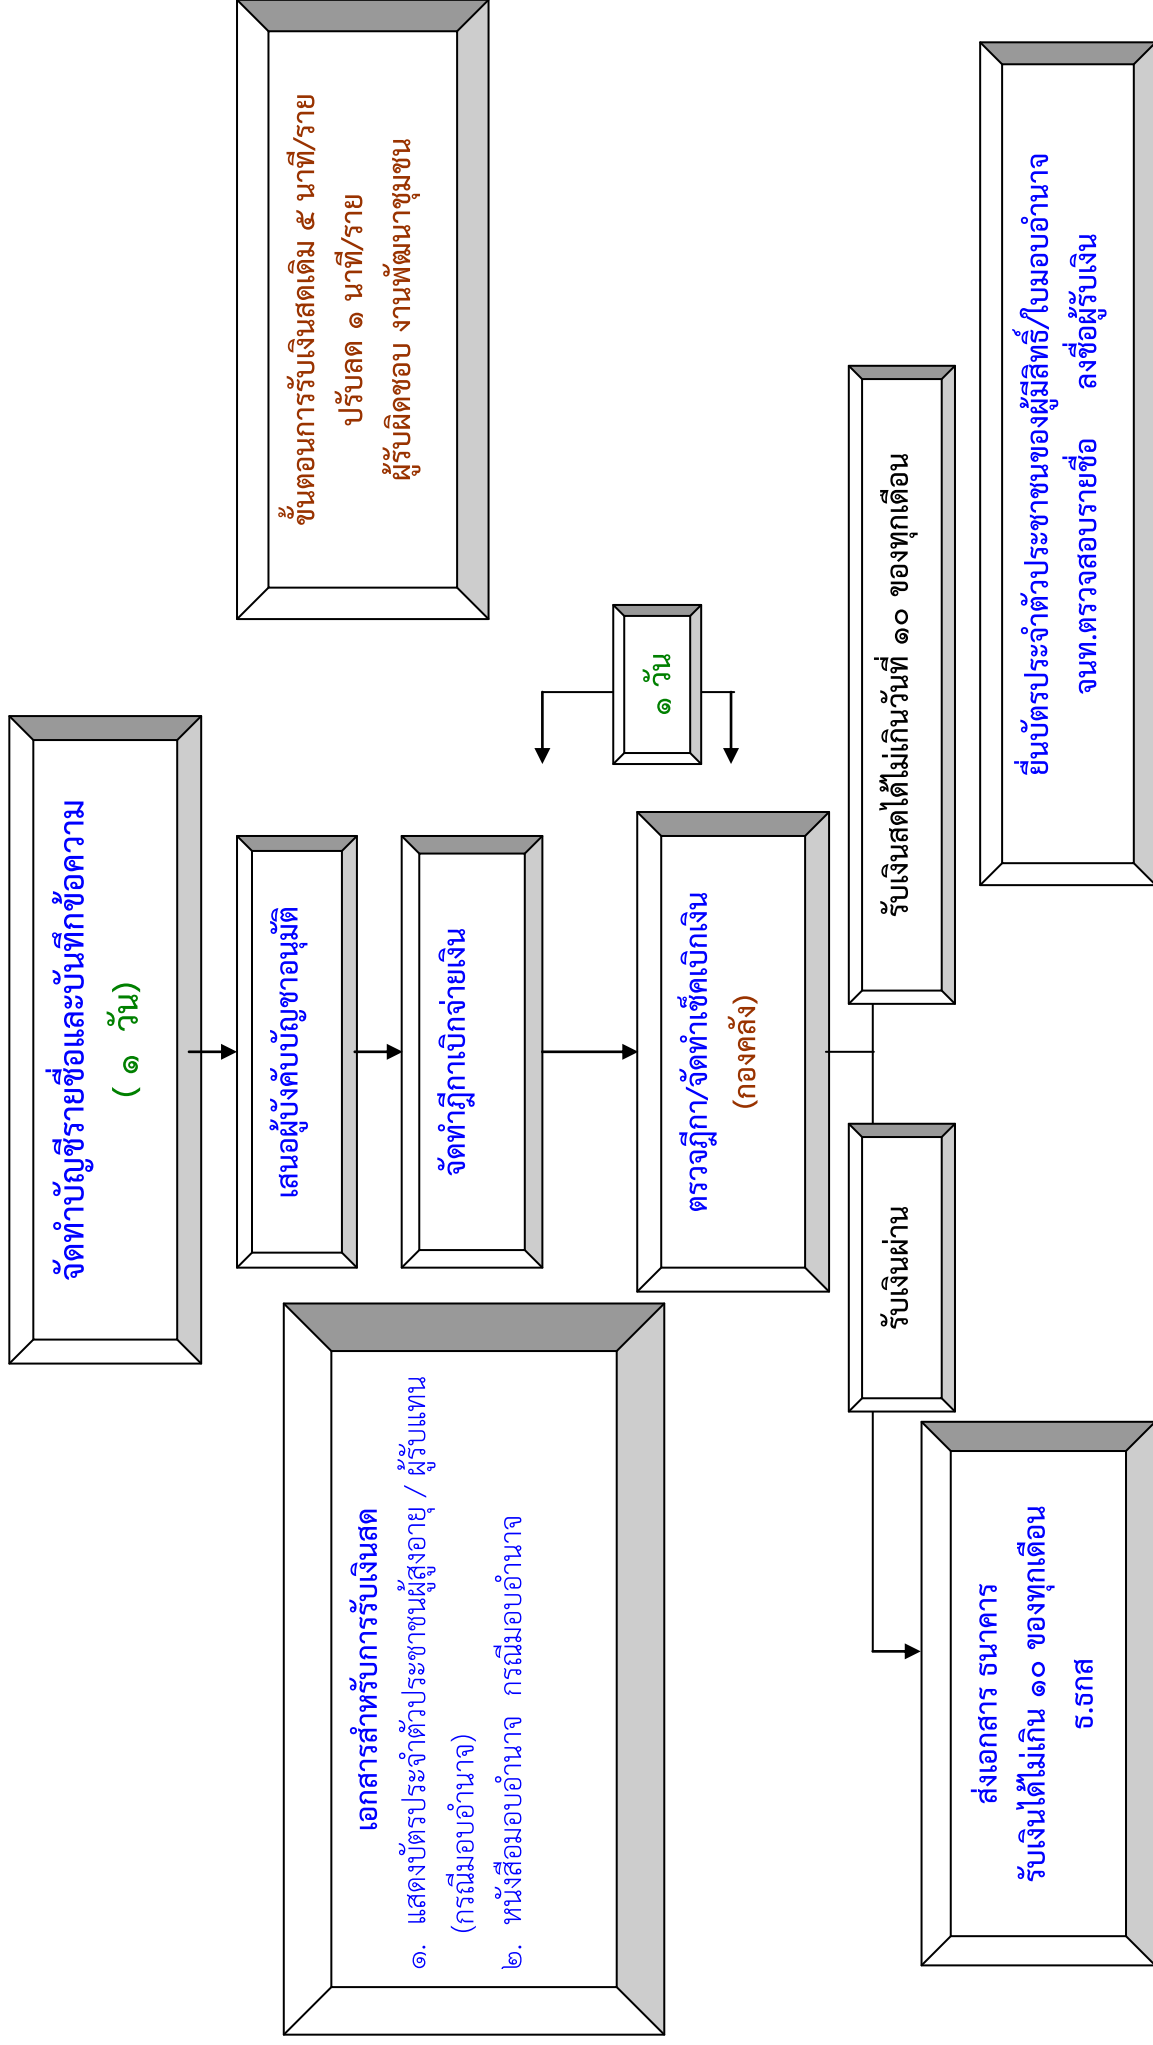 จัดทำบัญชีรายชื่อและบันทึกข้อความ
( ๑ วัน)
ขั้นตอนการรับเงินสดเดิม ๕ นาที/ราย
ปรับลด ๑ นาที/ราย
ผู้รับผิดชอบ งานพัฒนาชุมชน
เสนอผู้บังคับบัญชาอนุมัติ
จัดทำฎีกาเบิกจ่ายเงิน
๑ วัน
เอกสารสำหรับการรับเงินสด
๑. แสดงบัตรประจำตัวประชาชนผู้สูงอายุ / ผู้รับแทน
(กรณีมอบอำนาจ)
๒. หนังสือมอบอำนาจ กรณีมอบอำนาจ
ตรวจฎีกา/จัดทำเช็คเบิกเงิน
(กองคลัง)
รับเงินผ่าน
รับเงินสดได้ไม่เกินวันที่ ๑๐ ของทุกเดือน
ส่งเอกสาร ธนาคาร
รับเงินได้ไม่เกิน ๑๐ ของทุกเดือน
ธ.ธกส
ยื่นบัตรประจำตัวประชาชนของผู้มีสิทธิ์/ใบมอบอำนาจ
จนท.ตรวจสอบรายชื่อ ลงชื่อผู้รับเงิน